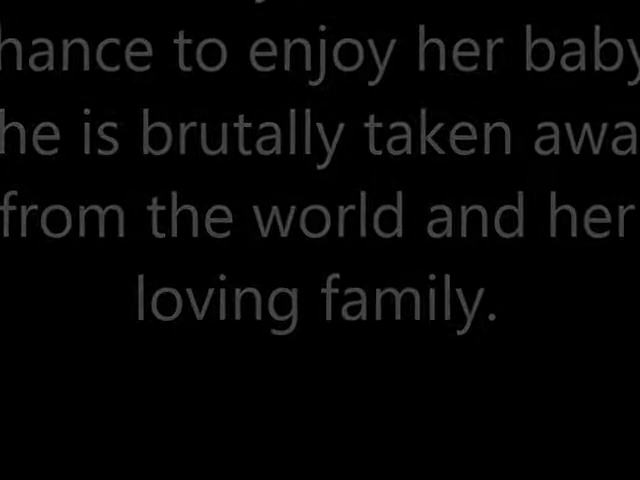 hance to enjoy her baby
he is brutally taken awa
from the world and her
loving family.